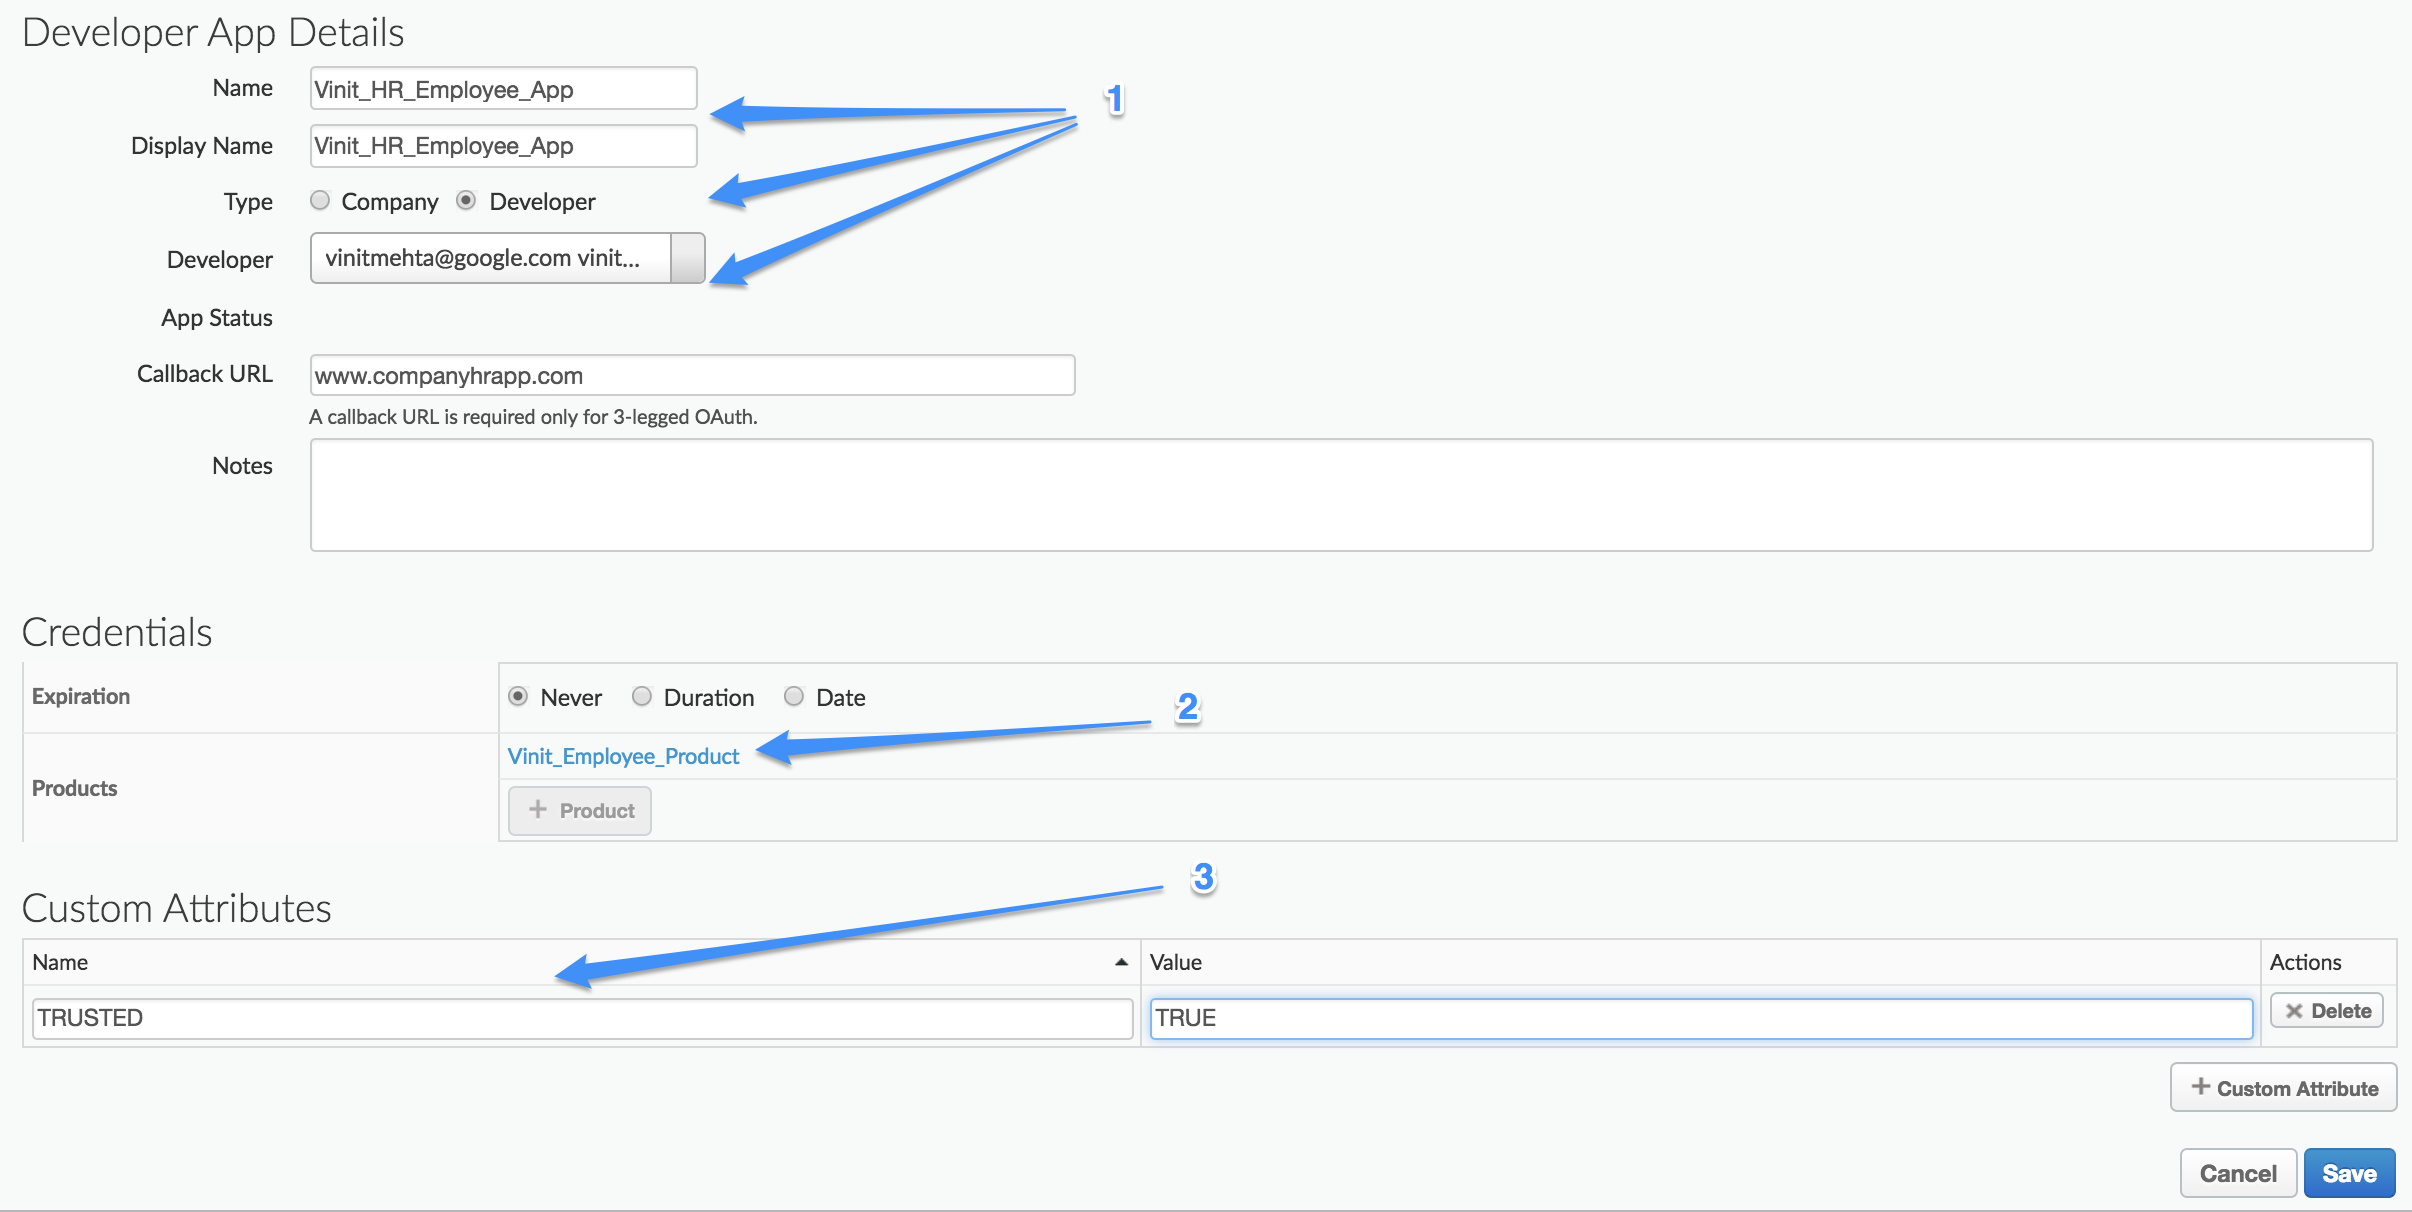 Developer App Details
Name Vinit_HR_Employee_App
1
Display Name Vinit_HR_Employee_App
Type Company Developer
Developer vinitmehta@google.com vinit...
App Status
Callback URL www.companyhrapp.com
A callback URL is required only for 3-legged OAuth.
Notes
Credentials
Expiration Never Duration Date
2
Vinit_Employee_Product
Products
+ Product
3
Custom Attributes
Name Value Actions
TRUSTED TRUE Delete
+ Custom Attribute
Cancel Save